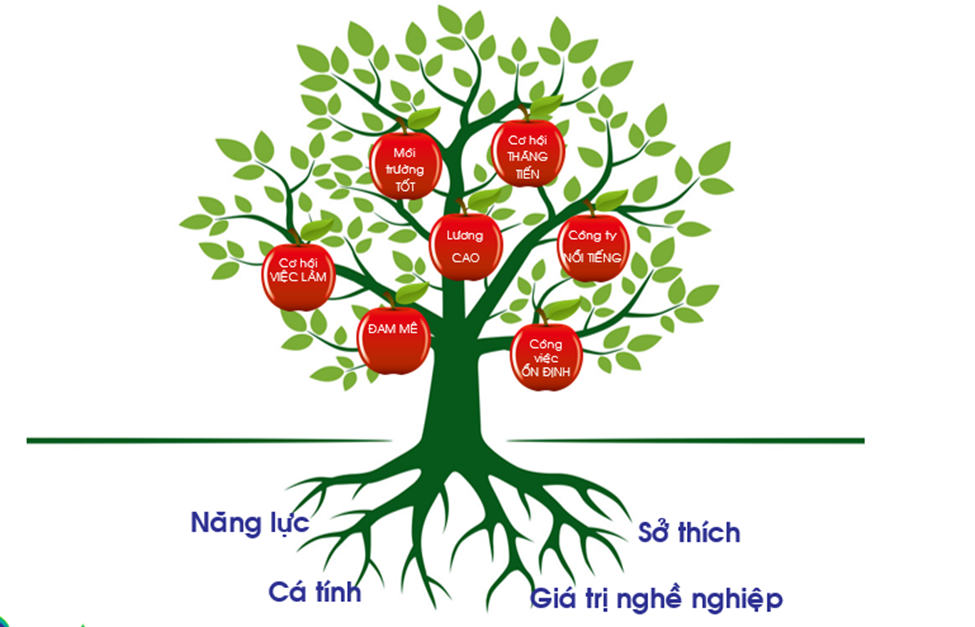 Môi
trường
TỐT
Cơ hội
THĂNG
TIẾN
Lương
CAO
Công ty
NỔI TIẾNG
Cơ hội
VIỆC LÀM
ĐAM MÊ
Công
việc
ỔN ĐỊNH
Năng lực
Sở thích
Cá tính
Giá trị nghề nghiệp